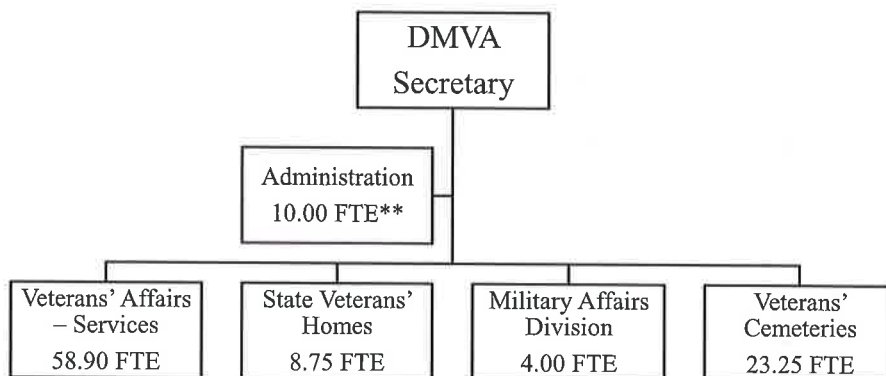 DMVA
Secretary
Administration
10.00 FTE**
Veterans' Affairs
– Services
58.90 FTE
State Veterans'
Homes
8.75 FTE
Military Affairs
Division
4.00 FTE
Veterans'
Cemeteries
23.25 FTE